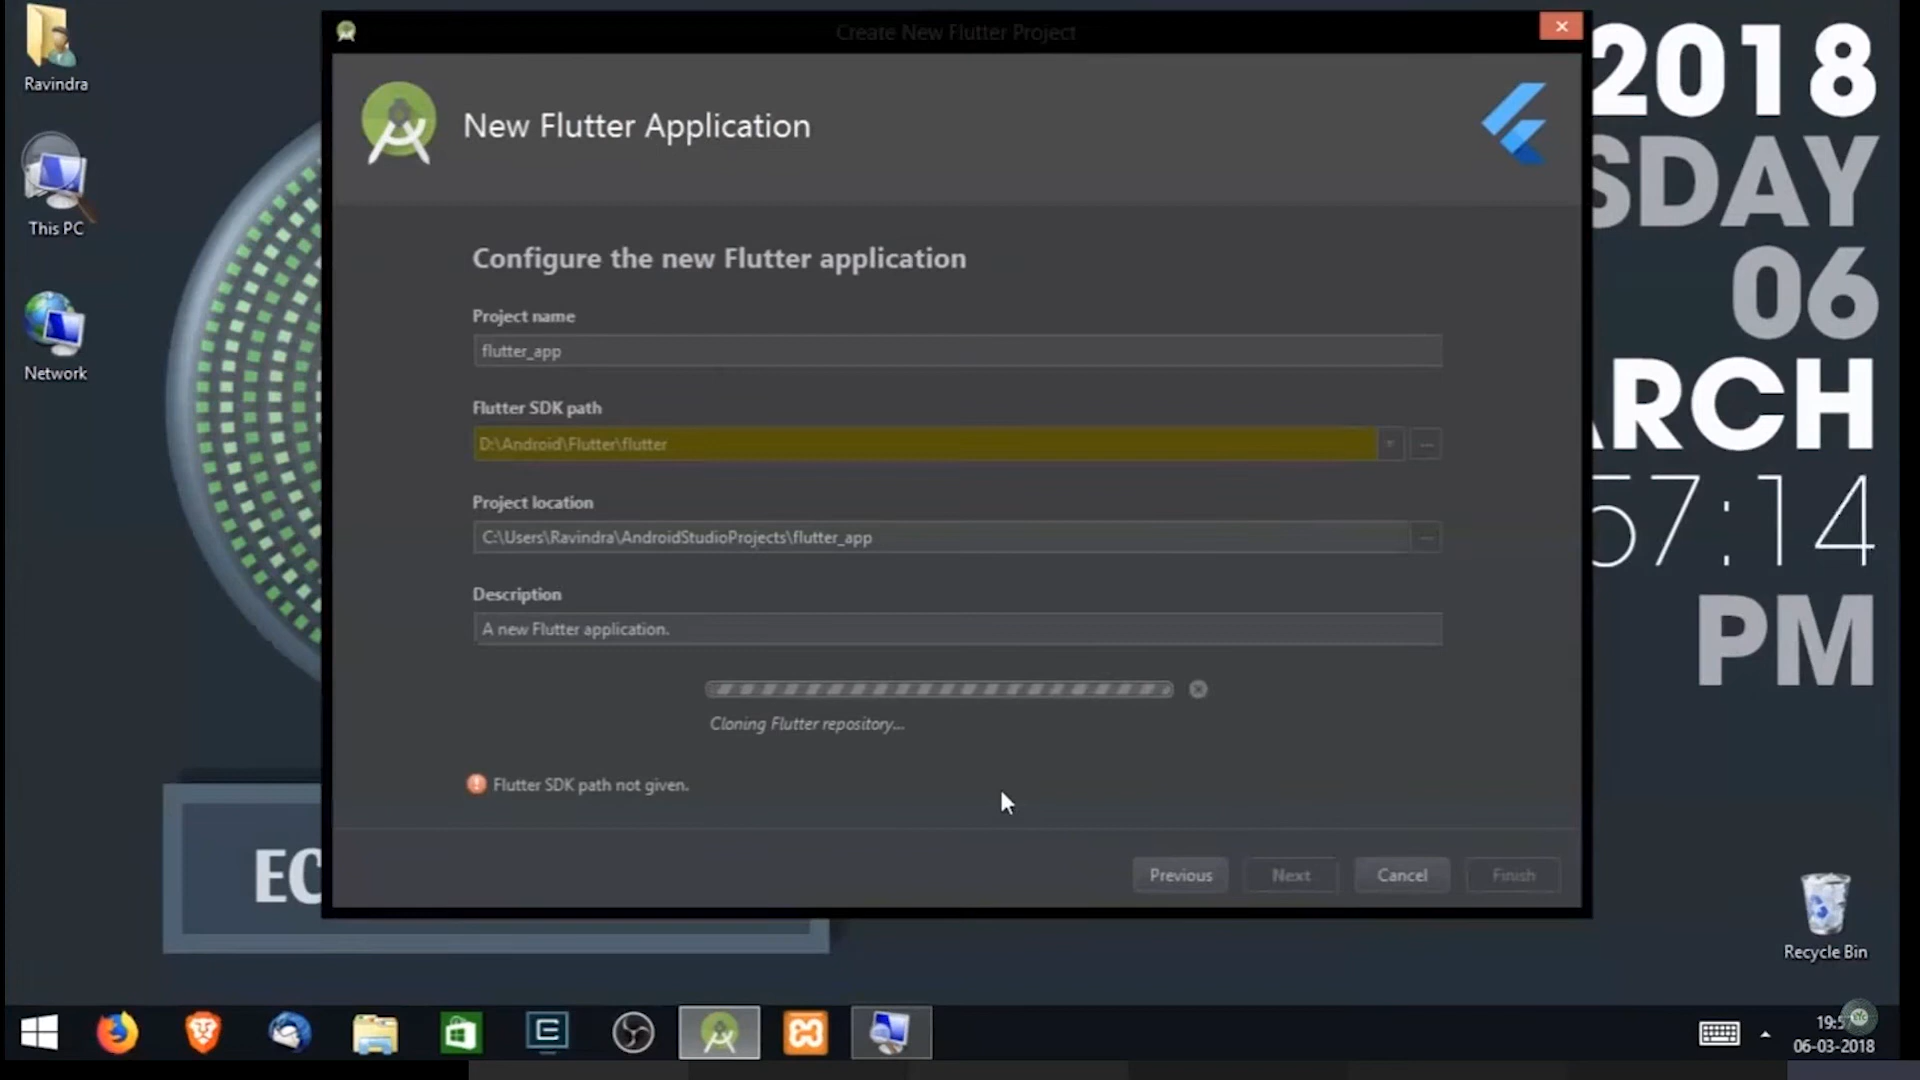 Create New Flutter Project
Ravindra
This PC
Network
New Flutter Application
Configure the new Flutter application
Project name
flutter_app
Flutter SDK path
D:\Android\Flutter\flutter
...
Project location
C:\Users\Ravindra\AndroidStudioProjects\flutter_app
...
Description
A new Flutter application.
Cloning Flutter repository...
Flutter SDK path not given.
Previous
Next
Cancel
Finish
2018
SDAY
06
ARCH
57:14
PM
EC
Recycle Bin
19:5
06-03-2018